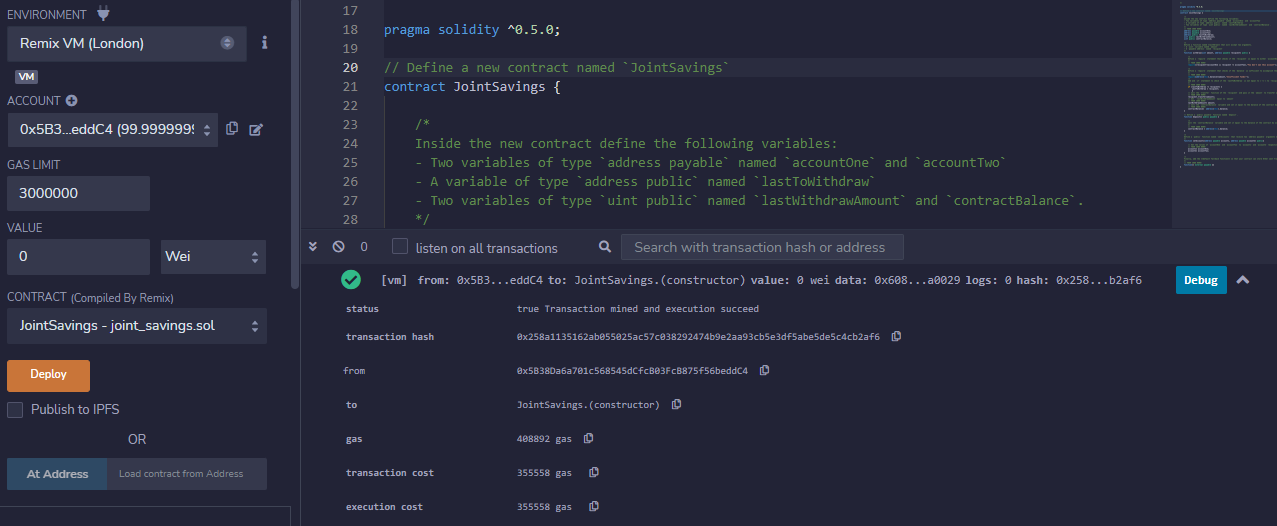 ENVIRONMENT
Remix VM (London)
VM
ACCOUNT
0x5B3...eddC4 (99.9999999
GAS LIMIT
3000000
VALUE
0
Wei
CONTRACT (Compiled By Remix)
JointSavings - joint_savings.sol
Deploy
Publish to IPFS
OR
At Address
Load contract from Address
17
18 pragma solidity ^0.5.0;
19
20 // Define a new contract named `JointSavings`
21 contract JointSavings {
22
23 /*
24 Inside the new contract define the following variables:
25 - Two variables of type `address payable` named `accountOne` and `accountTwo`
26 - A variable of type `address public` named `lastToWithdraw`
27 - Two variables of type `uint public` named `lastWithdrawAmount` and `contractBalance`.
28 */
0
listen on all transactions
Search with transaction hash or address
[vm] from: 0x5B3...eddC4 to: JointSavings.(constructor) value: 0 wei data: 0x608...a0029 logs: 0 hash: 0x258...b2af6
Debug
status true Transaction mined and execution succeed
transaction hash 0x258a1135162ab055025ac57c038292474b9e2aa93cb5e3df5abe5de5c4cb2af6
from 0x5B38Da6a701c568545dCfcB03FcB875f56beddC4
to JointSavings.(constructor)
gas 408892 gas
transaction cost 355558 gas
execution cost 355558 gas